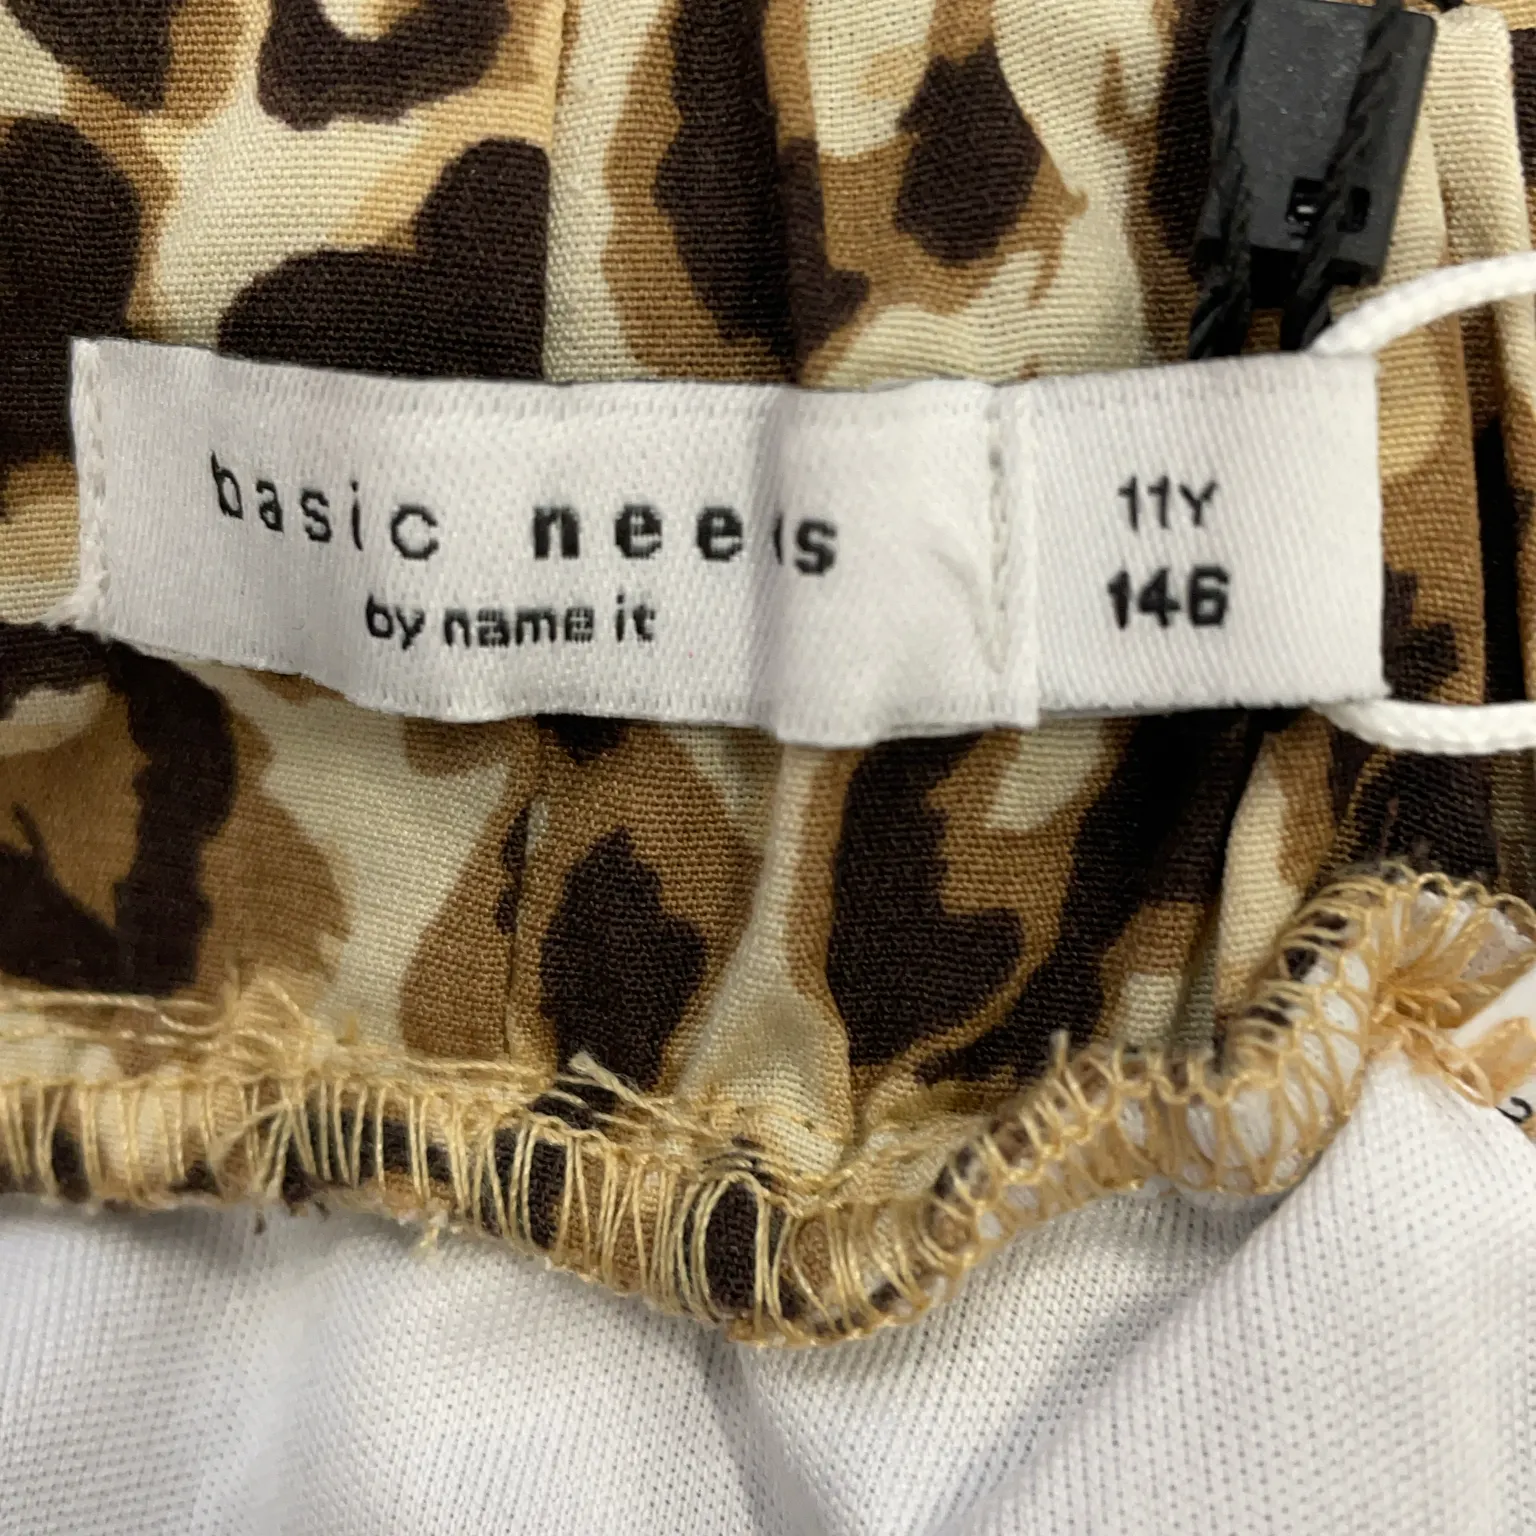 basic needs
by name it
11Y
146